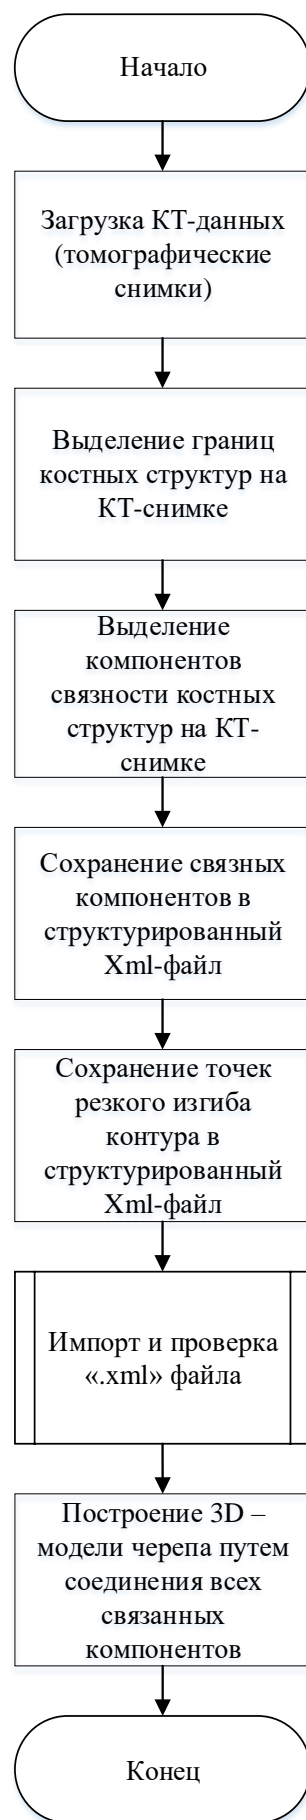 Начало
Загрузка КТ-данных
(томографические
снимки)
Выделение границ
костных структур на
КТ-снимке
Выделение
компонентов
связности костных
структур на КТ-
снимке
Сохранение связных
компонентов в
структурированный
Xml-файл
Сохранение точек
резкого изгиба
контура в
структурированный
Xml-файл
Импорт и проверка
«.xml» файла
Построение 3D –
модели черепа путем
соединения всех
связанных
компонентов
Конец